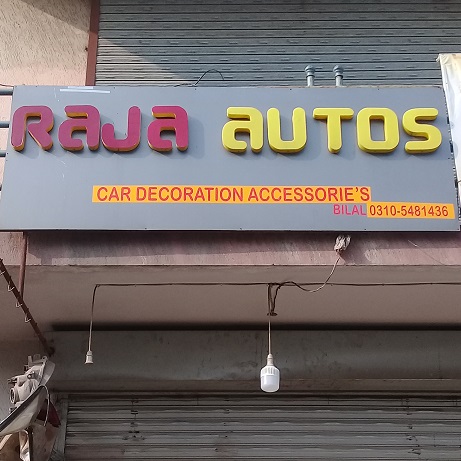 RaJa auTOS
CAR DECORATION ACCESSORIE'S
BILAL 0310-5481436